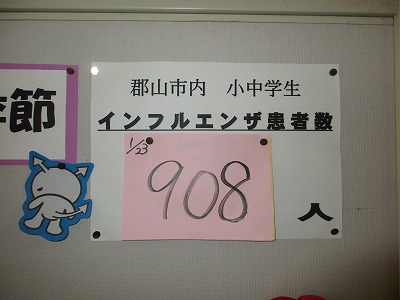 季節
郡山市内 小中学生
インフルエンザ患者数
1/23
908
人